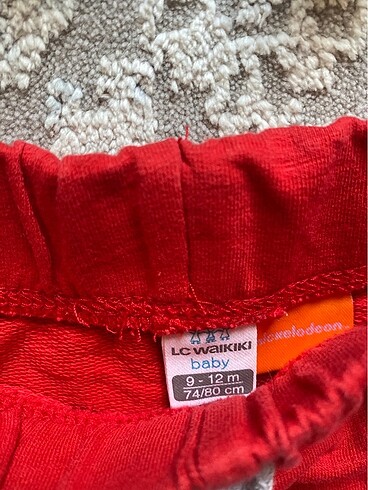 LC WAIKIKI
baby
9 - 12 m
74/80 cm
nickelodeon